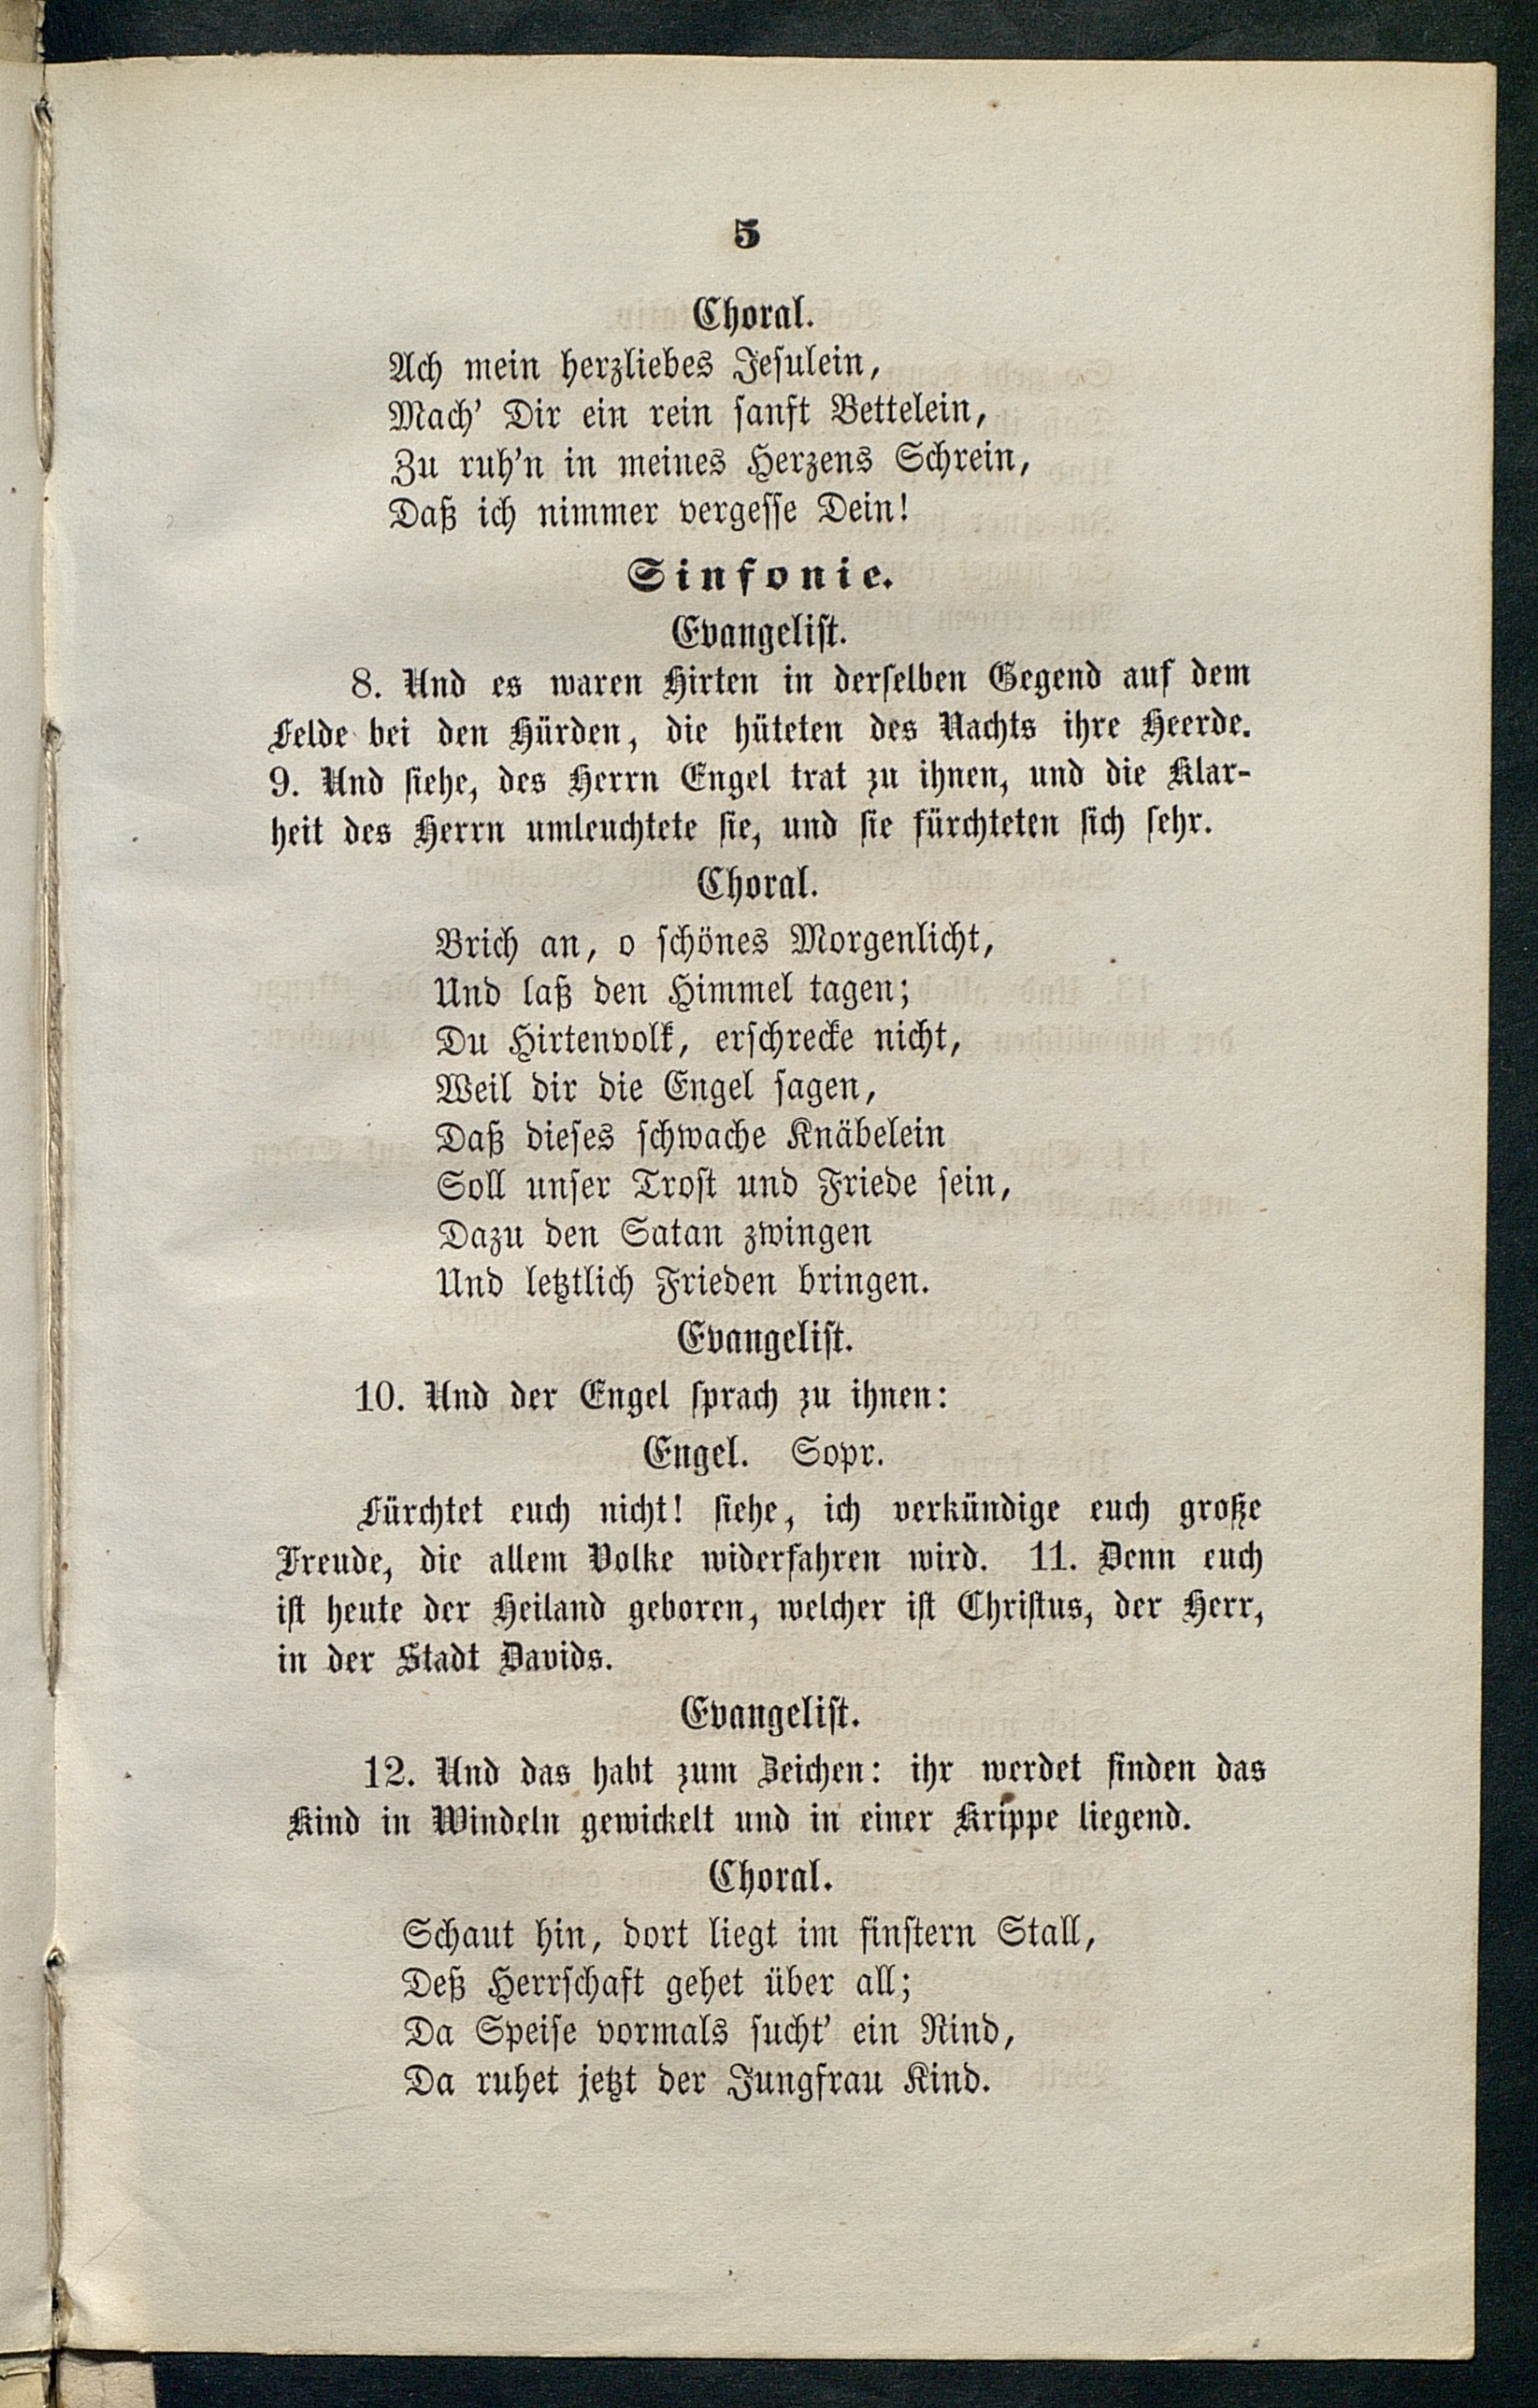 5
Choral.
Ach mein herzliebes Jesulein,
Mach' Dir ein rein sanft Bettelein,
Zu ruh'n in meines Herzens Schrein,
Daß ich nimmer vergesse Dein!
Sinfonie.
Evangelist.
8. Und es waren Hirten in derselben Gegend auf dem
Felde bei den Hürden, die hüteten des Nachts ihre Heerde.
9. Und siehe, des Herrn Engel trat zu ihnen, und die Klar-
heit des Herrn umleuchtete sie, und sie fürchteten sich sehr.
Choral.
Brich an, o schönes Morgenlicht,
Und laß den Himmel tagen;
Du Hirtenvolk, erschrecke nicht,
Weil dir die Engel sagen,
Daß dieses schwache Knäbelein
Soll unser Trost und Friede sein,
Dazu den Satan zwingen
Und letztlich Frieden bringen.
Evangelist.
10. Und der Engel sprach zu ihnen:
Engel. Sopr.
Fürchtet euch nicht! siehe, ich verkündige euch große
Freude, die allem Volke widerfahren wird. 11. Denn euch
ist heute der Heiland geboren, welcher ist Christus, der Herr,
in der Stadt Davids.
Evangelist.
12. Und das habt zum Zeichen: ihr werdet finden das
Kind in Windeln gewickelt und in einer Krippe liegend.
Choral.
Schaut hin, dort liegt im finstern Stall,
Deß Herrschaft gehet über all;
Da Speise vormals sucht' ein Rind,
Da ruhet jetzt der Jungfrau Kind.